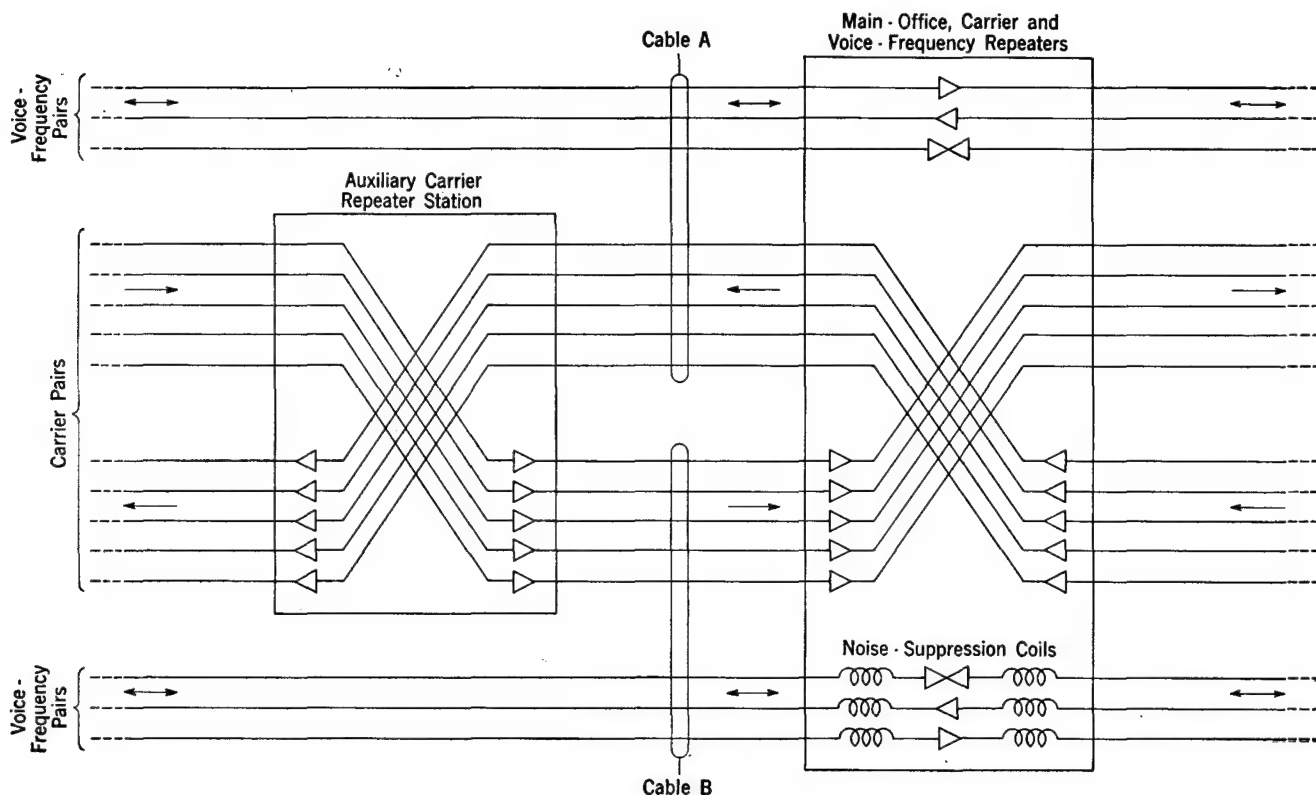 Cable A
Main - Office, Carrier and
Voice - Frequency Repeaters
Voice -
Frequency
Pairs
Auxiliary Carrier
Repeater Station
Carrier Pairs
Noise - Suppression Coils
Voice -
Frequency
Pairs
Cable B